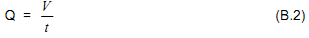 Q = V/t (B.2)